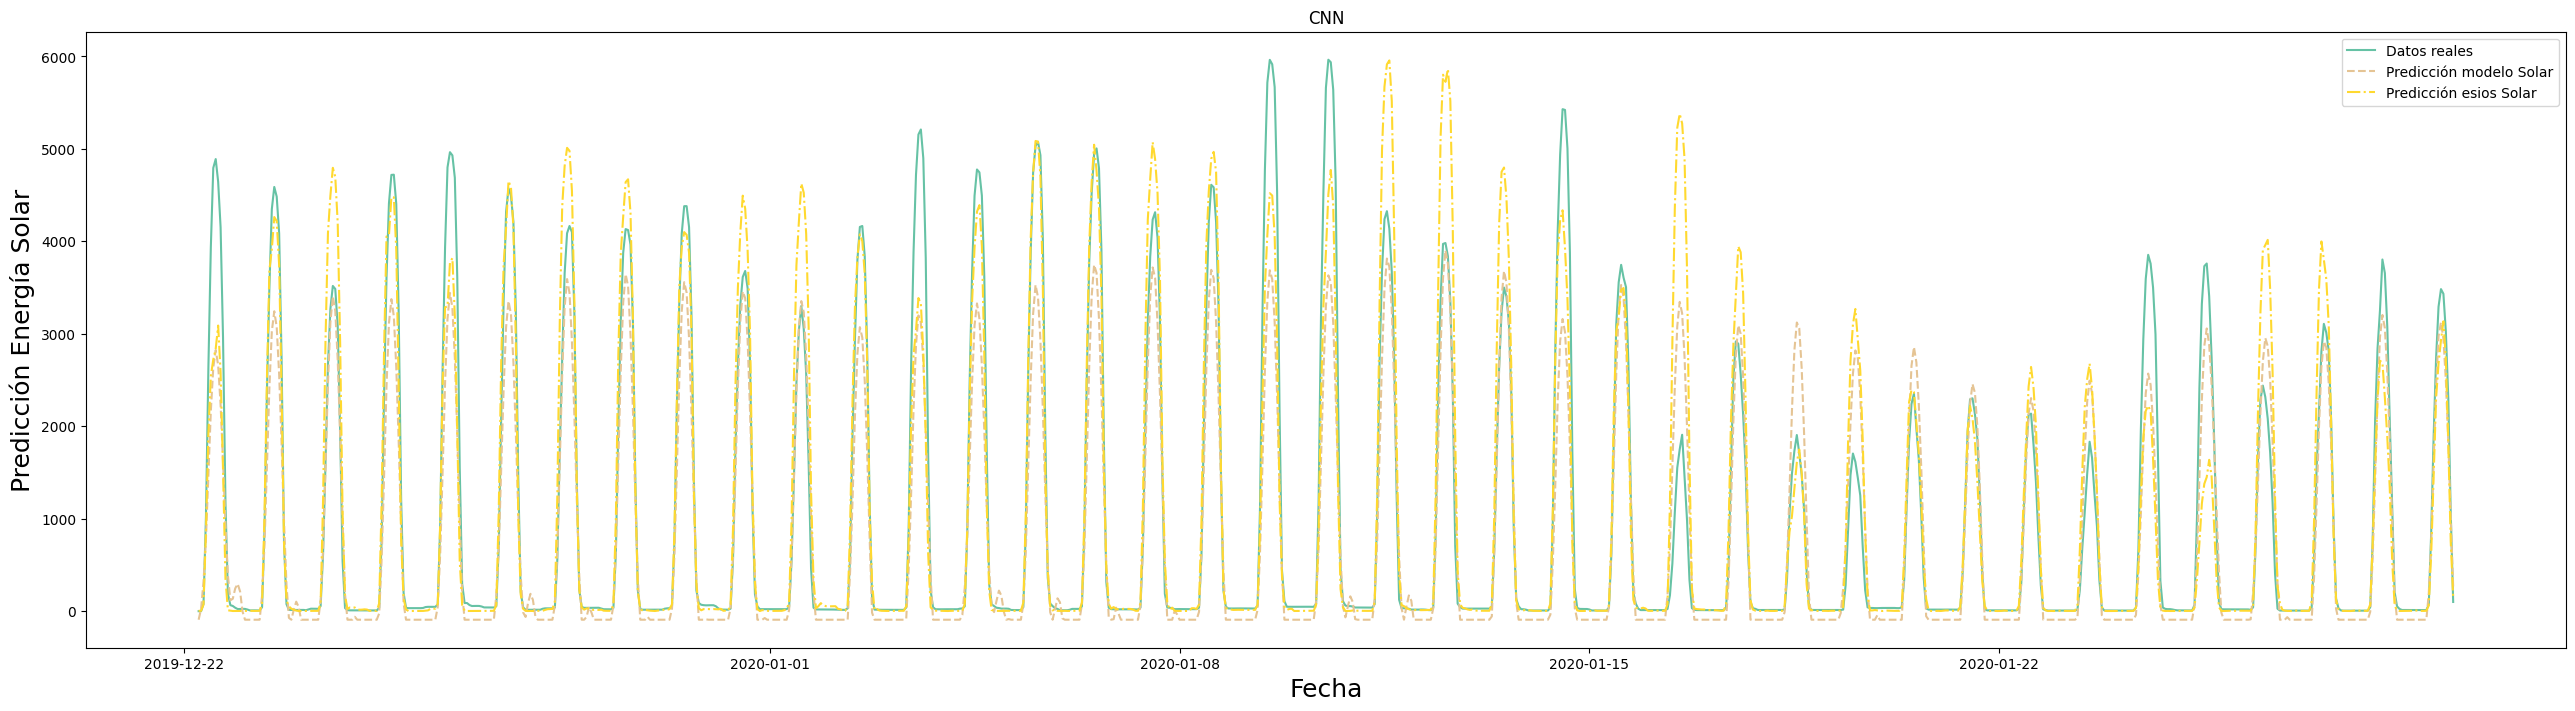 CNN
Predicción Energía Solar
6000
5000
4000
3000
2000
1000
0
Datos reales
Predicción modelo Solar
Predicción esios Solar
2019-12-22
2020-01-01
2020-01-08
2020-01-15
2020-01-22
Fecha